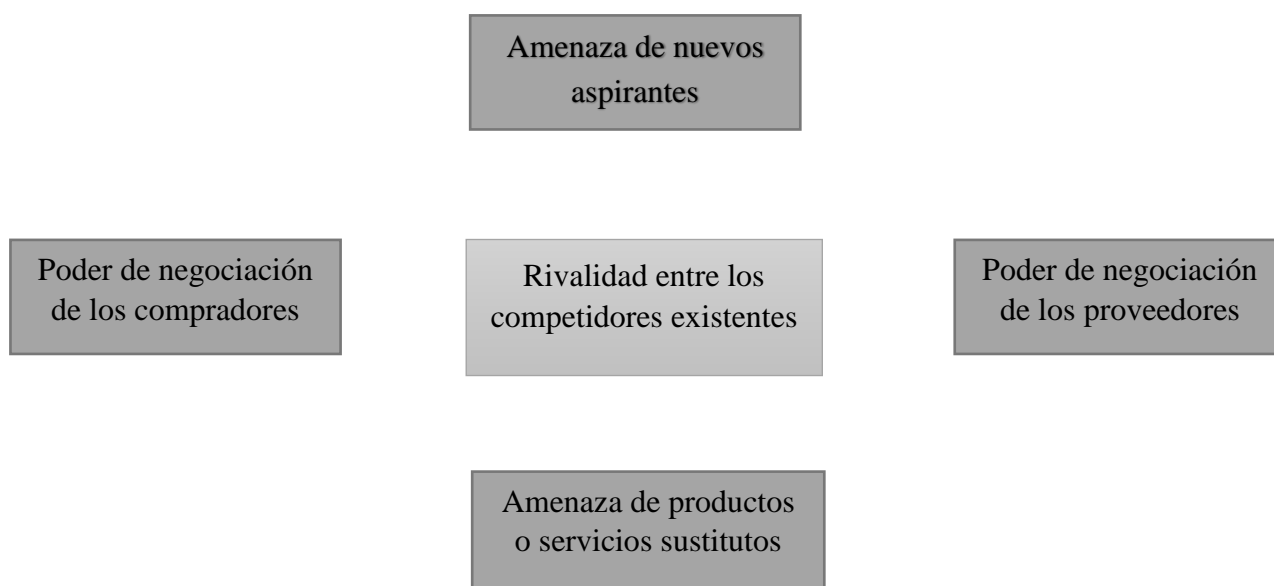 Amenaza de nuevos
aspirantes
Poder de negociación
de los compradores
Rivalidad entre los
competidores existentes
Poder de negociación
de los proveedores
Amenaza de productos
o servicios sustitutos